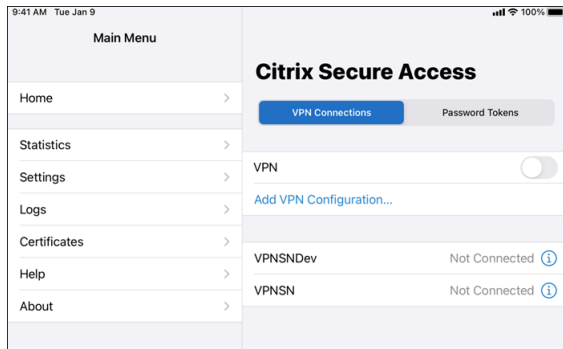 9:41 AM Tue Jan 9
100%
Main Menu
Home
Statistics
Settings
Logs
Certificates
Help
About
Citrix Secure Access
VPN Connections
Password Tokens
VPN
Add VPN Configuration...
VPNSNDev Not Connected
VPNSN Not Connected